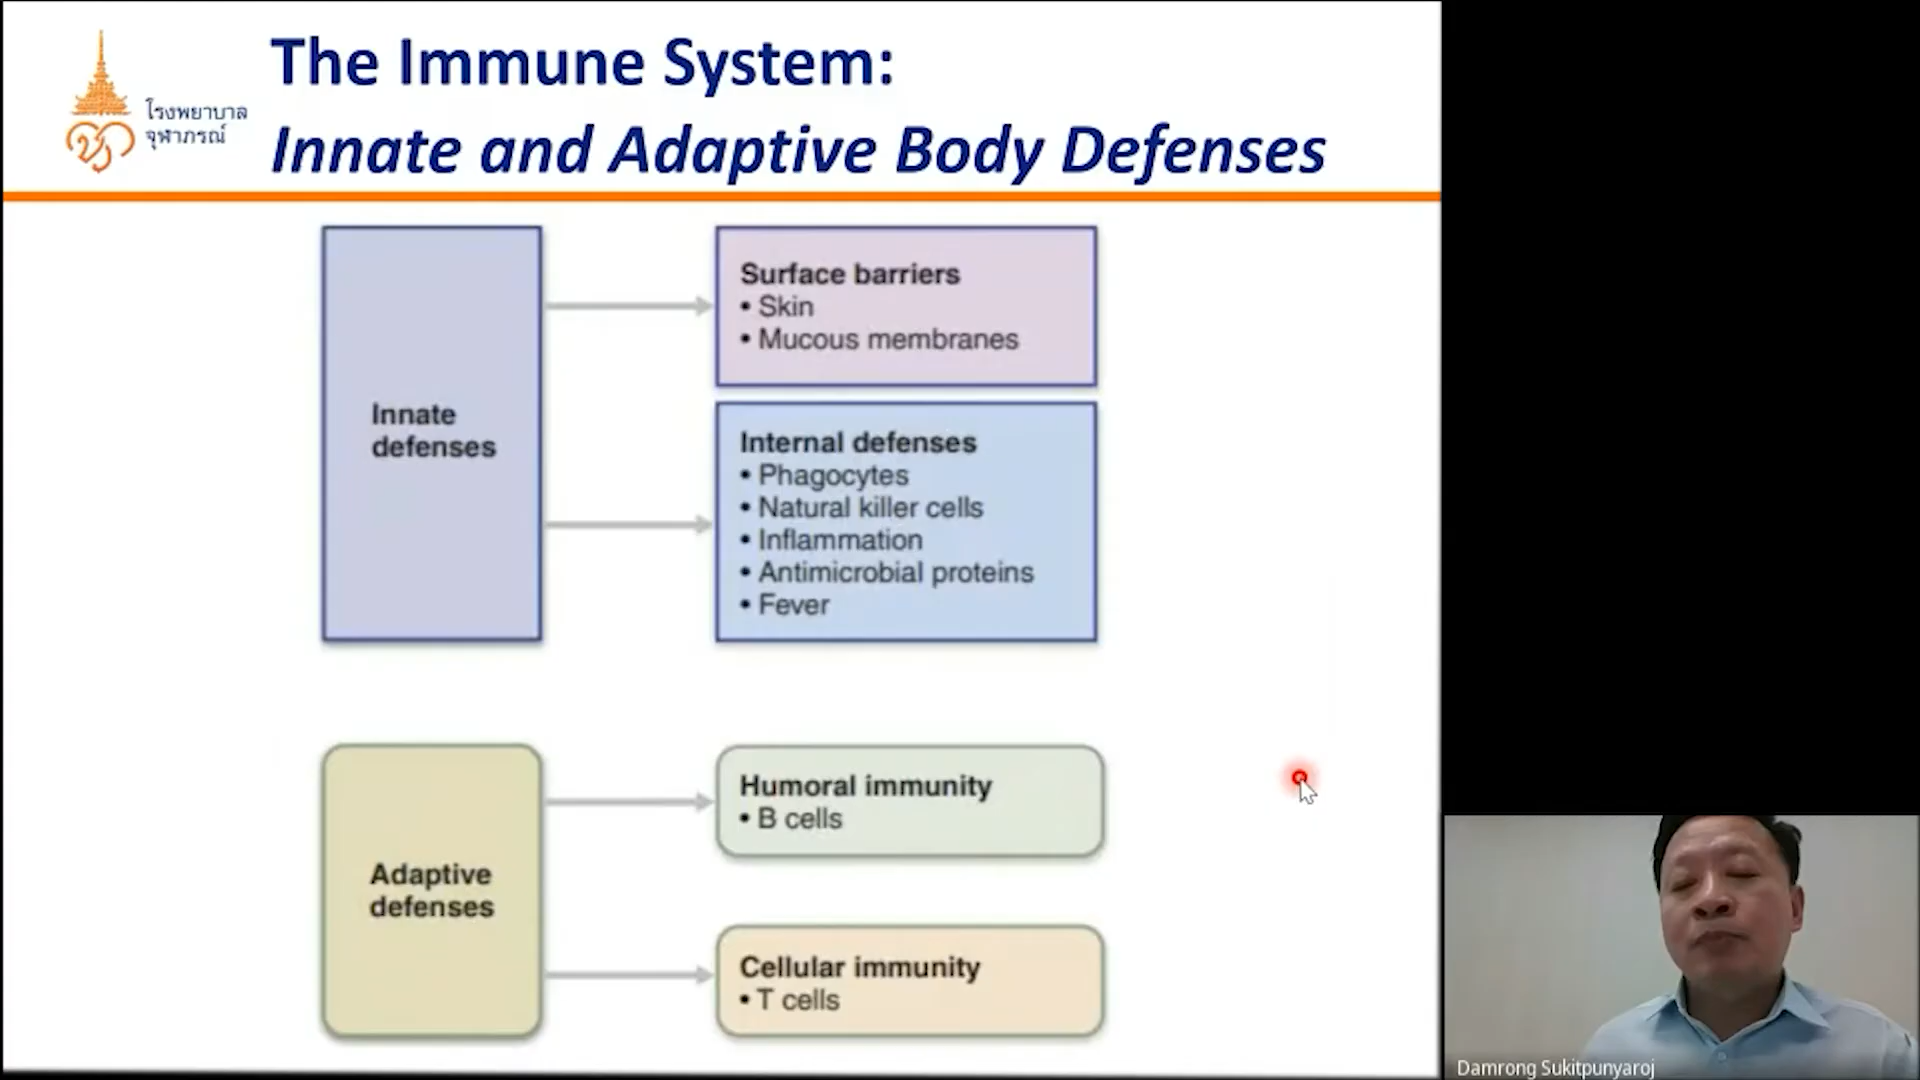 The Immune System:
Innate and Adaptive Body Defenses
โรงพยาบาล
จุฬาภรณ์
Innate
defenses
Surface barriers
• Skin
• Mucous membranes
Internal defenses
• Phagocytes
• Natural killer cells
• Inflammation
• Antimicrobial proteins
• Fever
Adaptive
defenses
Humoral immunity
• B cells
Cellular immunity
• T cells
Damrong Sukitpunyaroj